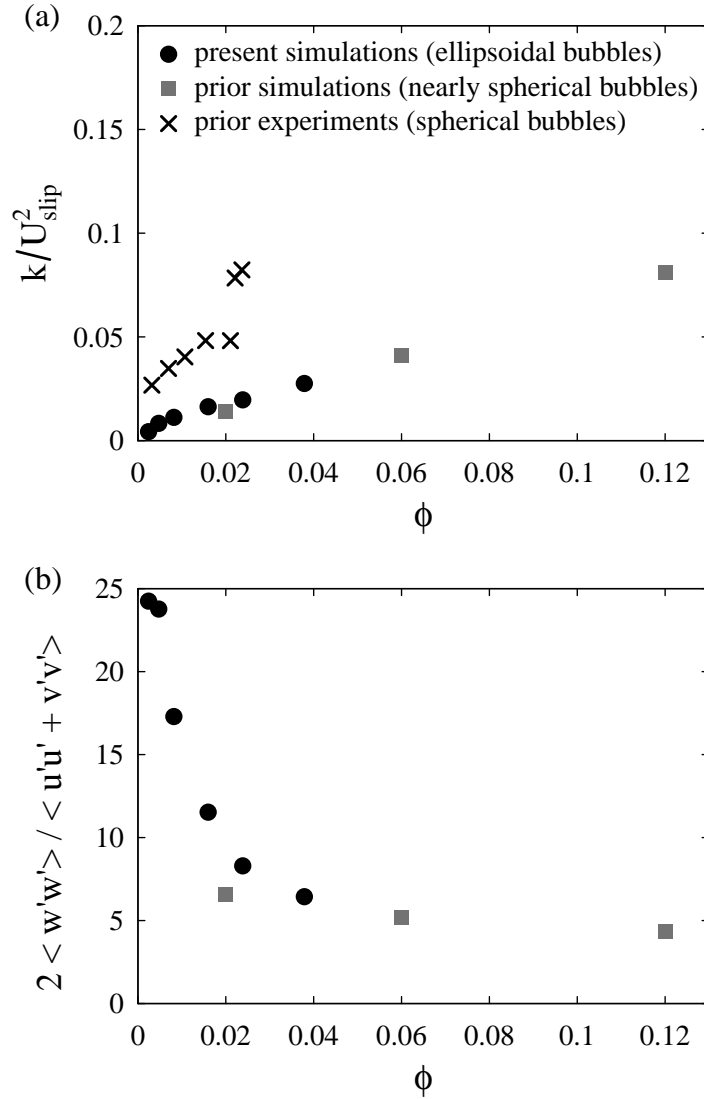 (a)
0.2
present simulations (ellipsoidal bubbles)
prior simulations (nearly spherical bubbles)
prior experiments (spherical bubbles)
0.15
0.1
0.05
0
k/U²slip
0 0.02 0.04 0.06 0.08 0.1 0.12
ϕ
(b)
25
20
15
10
5
0
2 < w'w'> / < u'u' + v'v'>
0 0.02 0.04 0.06 0.08 0.1 0.12
ϕ